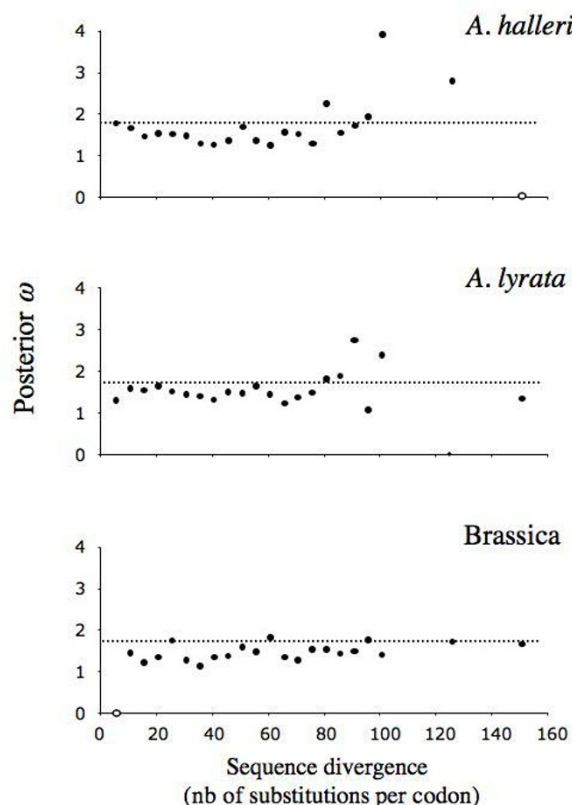 A. halleri
4
3
2
1
0
A. lyrata
4
3
2
1
0
Posterior ω
Brassica
4
3
2
1
0
0 20 40 60 80 100 120 140 160
Sequence divergence
(nb of substitutions per codon)